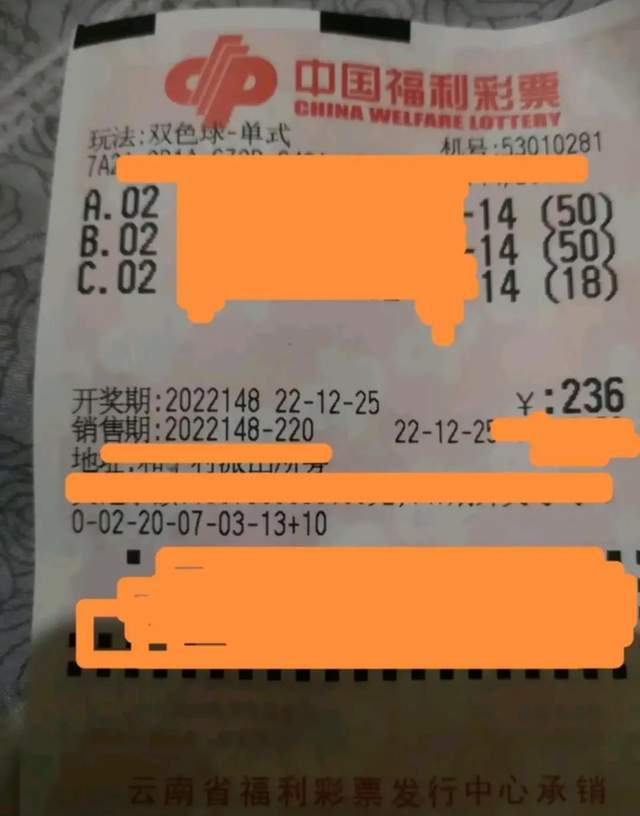 中国福利彩票
CHINA WELFARE LOTTERY
玩法:双色球-单式 机号:53010281
7A2
A.02 -14 (50)
B.02 -14 (50)
C.02 14 (18)
开奖期:2022148 22-12-25 ¥:236
销售期:2022148-220 22-12-25
地址:
0-02-20-07-03-13+10
云南省福利彩票发行中心承销